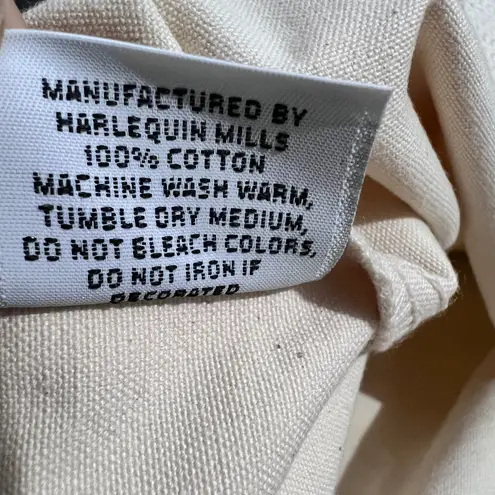 MANUFACTURED BY
HARLEQUIN MILLS
100% COTTON
MACHINE WASH WARM,
TUMBLE DRY MEDIUM,
DO NOT BLEACH COLORS,
DO NOT IRON IF
DECORATED